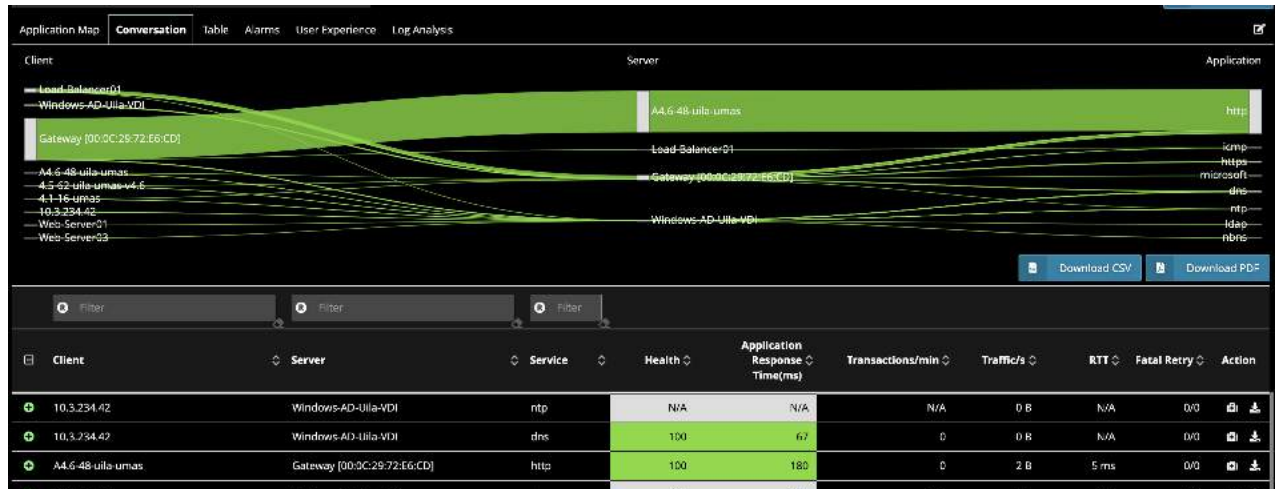 Application Map Conversation Table Alarms User Experience Log Analysis
Client Server Application
Load-Balancer01
Windows-AD-Uila-VDI
Gateway [00:0C:29:72:E6:CD]
A4.6-48-uila-umas
4.5-62-uila-umas-v4.6
4.1-16-umas
10.3.234.42
Web-Server01
Web-Server03
A4.6-48-uila-umas
Load-Balancer01
Gateway [00:0C:29:72:E6:CD]
Windows-AD-Uila-VDI
http
icmp
https
microsoft
dns
ntp
ldap
nbns
Download CSV Download PDF
Filter Filter Filter
Client Server Service Health Application Response Time(ms) Transactions/min Traffic/s RTT Fatal Retry Action
10.3.234.42 Windows-AD-Uila-VDI ntp N/A N/A N/A 0 B N/A 0/0
10.3.234.42 Windows-AD-Uila-VDI dns 100 67 0 0 B N/A 0/0
A4.6-48-uila-umas Gateway [00:0C:29:72:E6:CD] http 100 180 0 2 B 5 ms 0/0